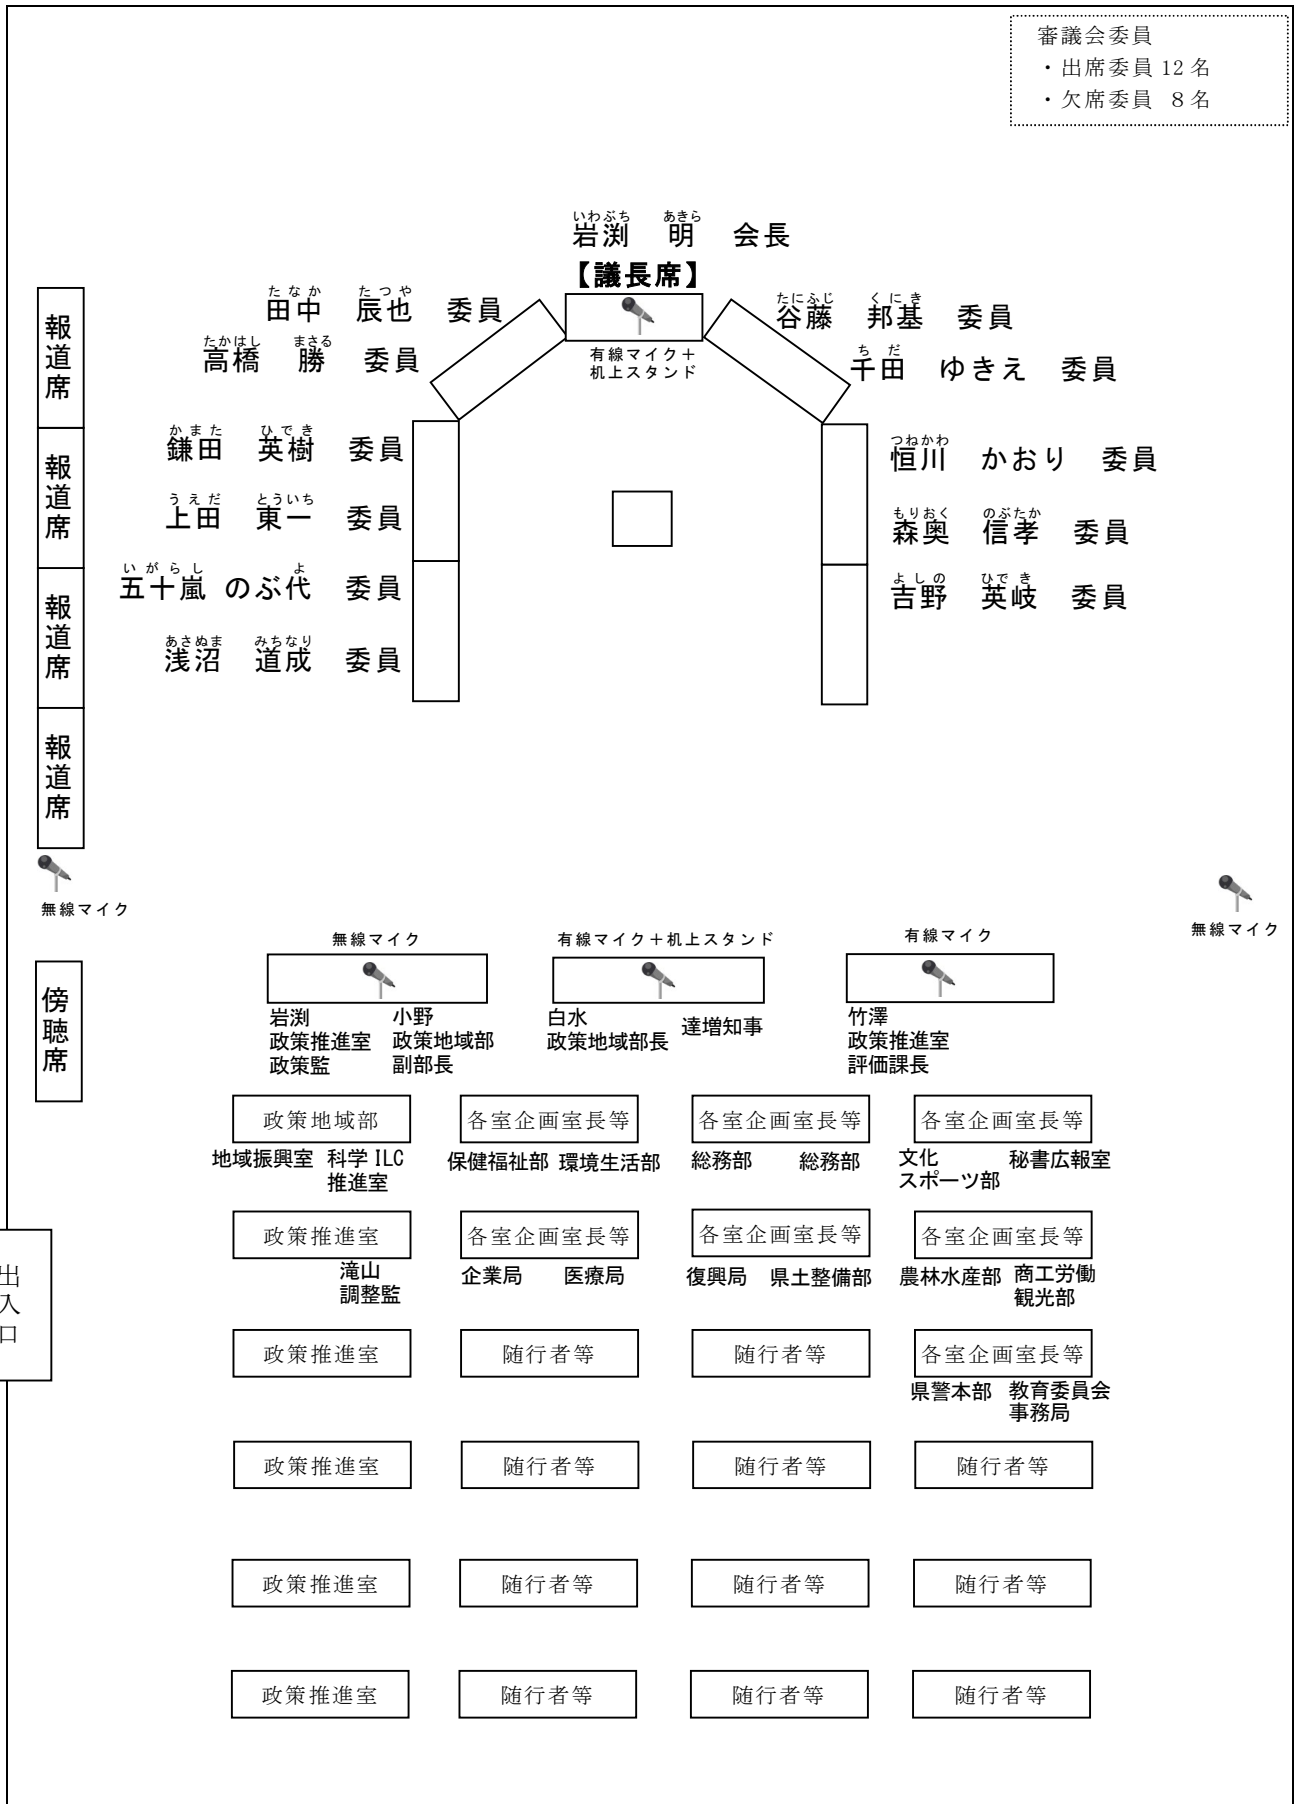 審議会委員
・出席委員 12名
・欠席委員 ８名
いわぶち あきら
岩渕 明 会長
【議長席】
有線マイク＋
机上スタンド
たなか たつや
田中 辰也 委員
たかはし まさる
高橋 勝 委員
かまた ひでき
鎌田 英樹 委員
うえだ とういち
上田 東一 委員
いがらし よ
五十嵐 のぶ代 委員
あさぬま みちなり
浅沼 道成 委員
たにふじ くにき
谷藤 邦基 委員
ちだ
千田 ゆきえ 委員
つねかわ
恒川 かおり 委員
もりおく のぶたか
森奥 信孝 委員
よしの ひでき
吉野 英岐 委員
報道席
報道席
報道席
報道席
無線マイク
無線マイク
傍聴席
無線マイク
有線マイク＋机上スタンド
有線マイク
岩渕
政策推進室
政策監
小野
政策地域部
副部長
白水
政策地域部長
達増知事
竹澤
政策推進室
評価課長
政策地域部 各室企画室長等 各室企画室長等 各室企画室長等
地域振興室 科学 ILC
推進室
保健福祉部 環境生活部
総務部 総務部
文化
スポーツ部
秘書広報室
政策推進室 各室企画室長等 各室企画室長等 各室企画室長等
滝山
調整監
企業局 医療局
復興局 県土整備部
農林水産部 商工労働
観光部
出入口
政策推進室 随行者等 随行者等 各室企画室長等
県警本部 教育委員会
事務局
政策推進室 随行者等 随行者等 随行者等
政策推進室 随行者等 随行者等 随行者等
政策推進室 随行者等 随行者等 随行者等